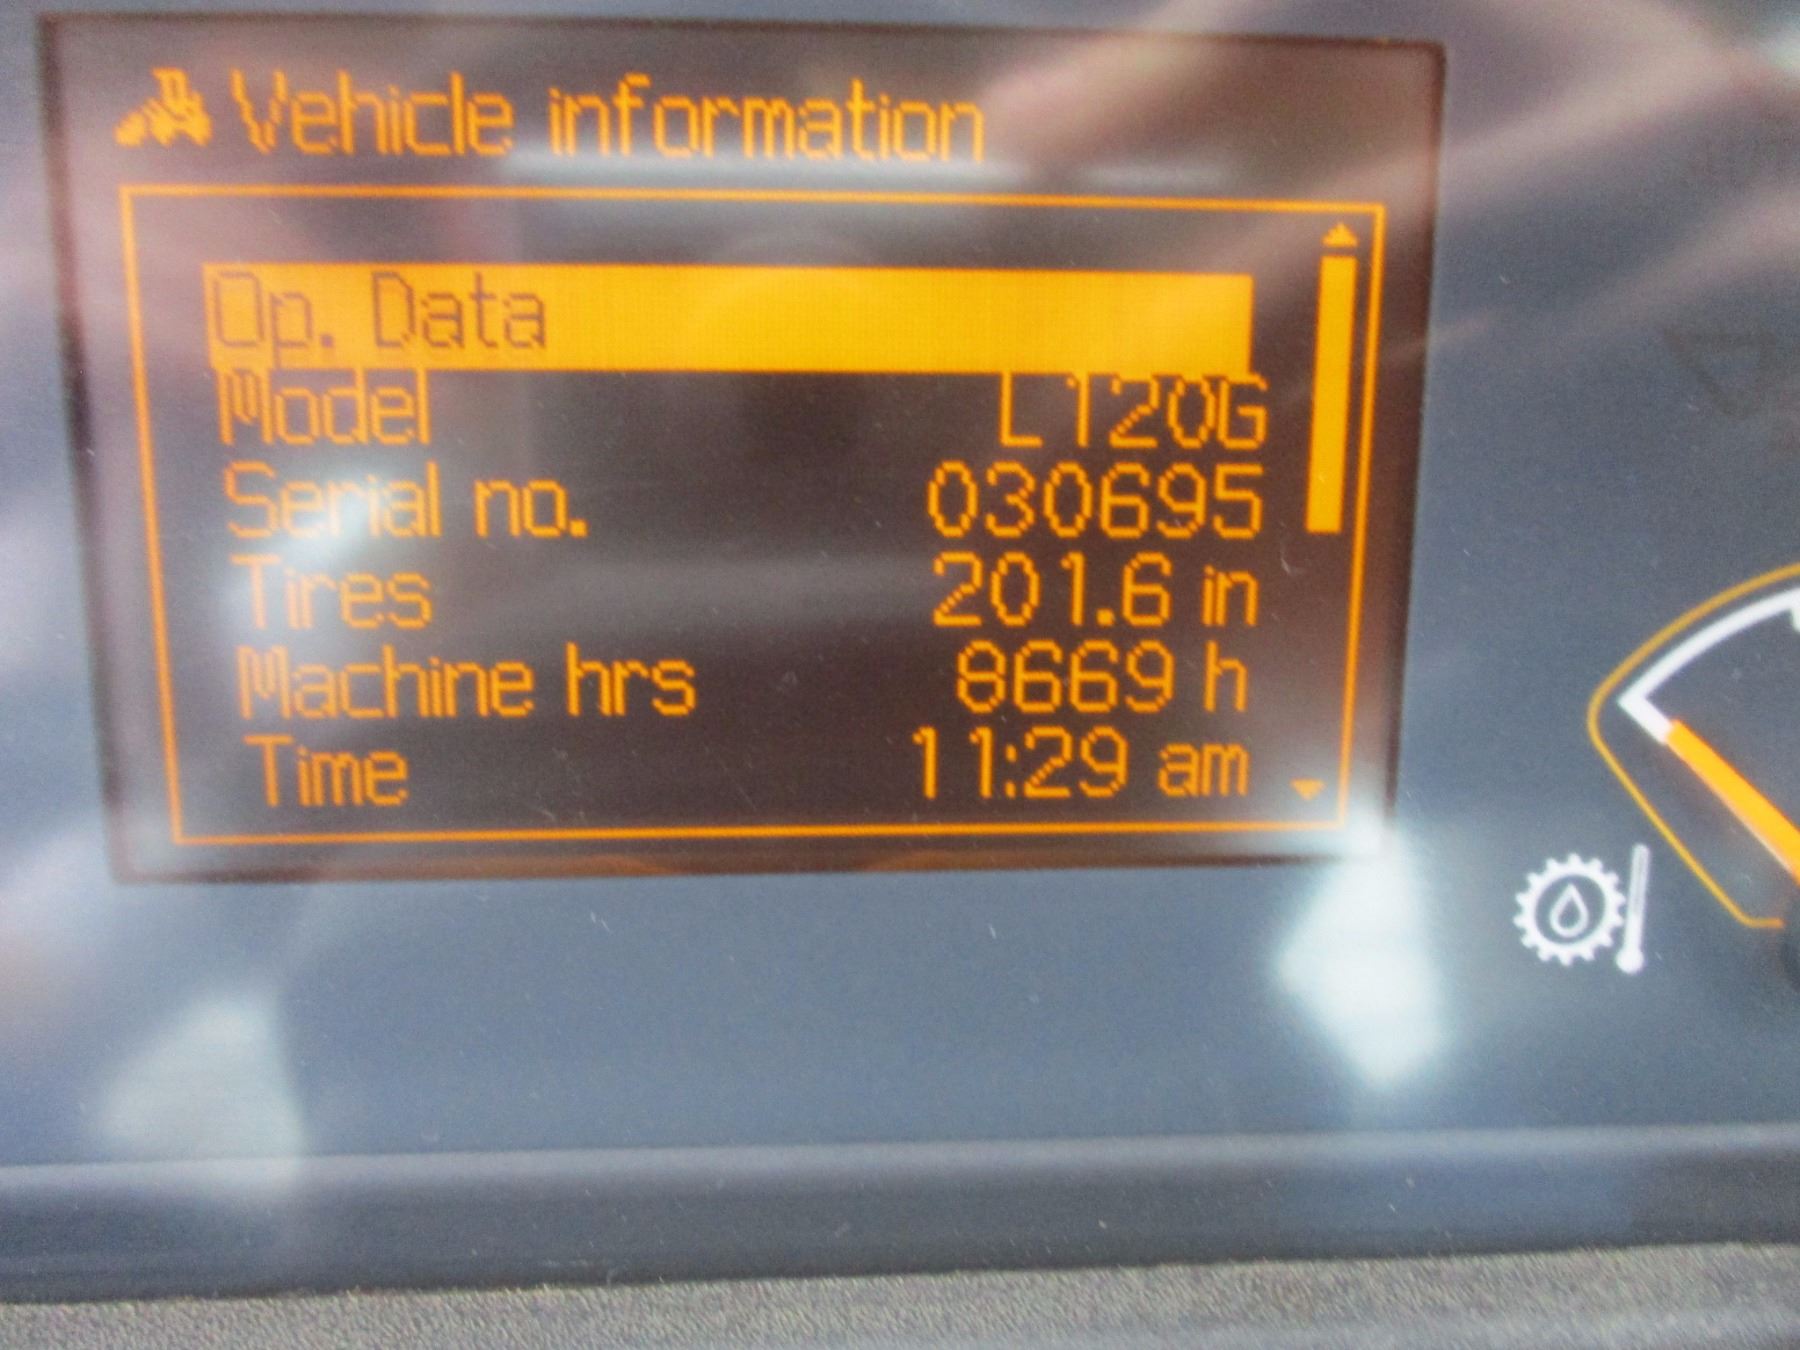 Vehicle information
Op. Data
Model L120G
Serial no. 030695
Tires 201.6 in
Machine hrs 8669 h
Time 11:29 am